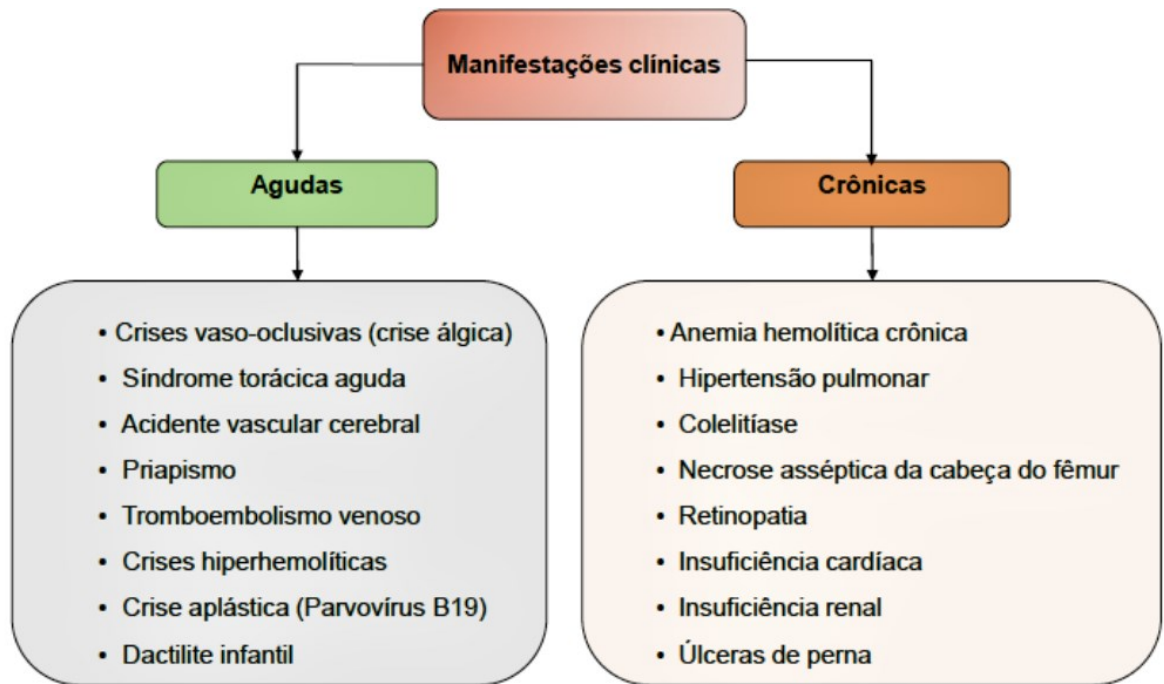 Manifestações clínicas
Agudas
• Crises vaso-oclusivas (crise álgica)
• Síndrome torácica aguda
• Acidente vascular cerebral
• Priapismo
• Tromboembolismo venoso
• Crises hiperhemolíticas
• Crise aplástica (Parvovírus B19)
• Dactilite infantil
Crônicas
• Anemia hemolítica crônica
• Hipertensão pulmonar
• Colelitíase
• Necrose asséptica da cabeça do fêmur
• Retinopatia
• Insuficiência cardíaca
• Insuficiência renal
• Úlceras de perna